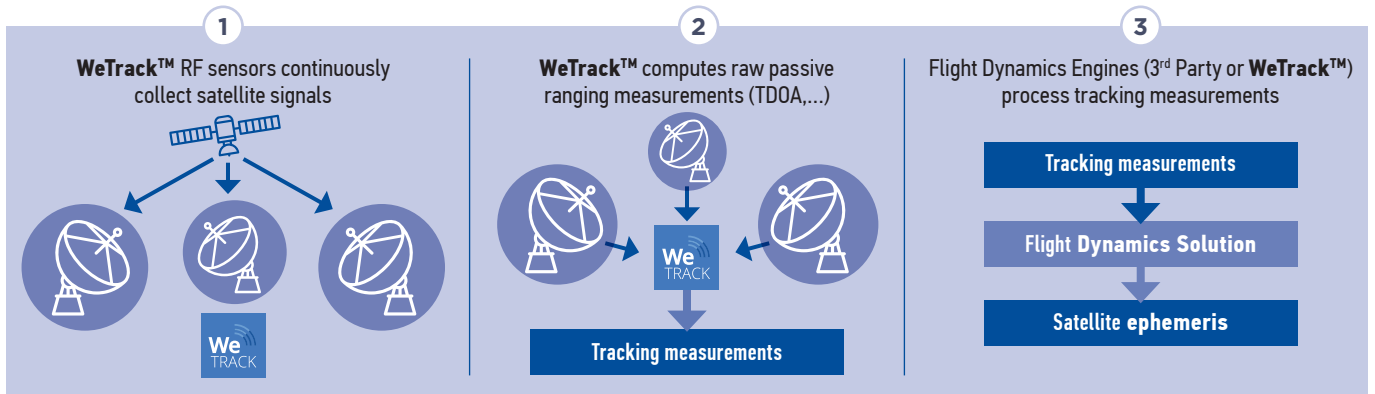 1
WeTrack™ RF sensors continuously
collect satellite signals
We
TRACK
2
WeTrack™ computes raw passive
ranging measurements (TDOA,...)
We
TRACK
Tracking measurements
3
Flight Dynamics Engines (3rd Party or WeTrack™)
process tracking measurements
Tracking measurements
Flight Dynamics Solution
Satellite ephemeris